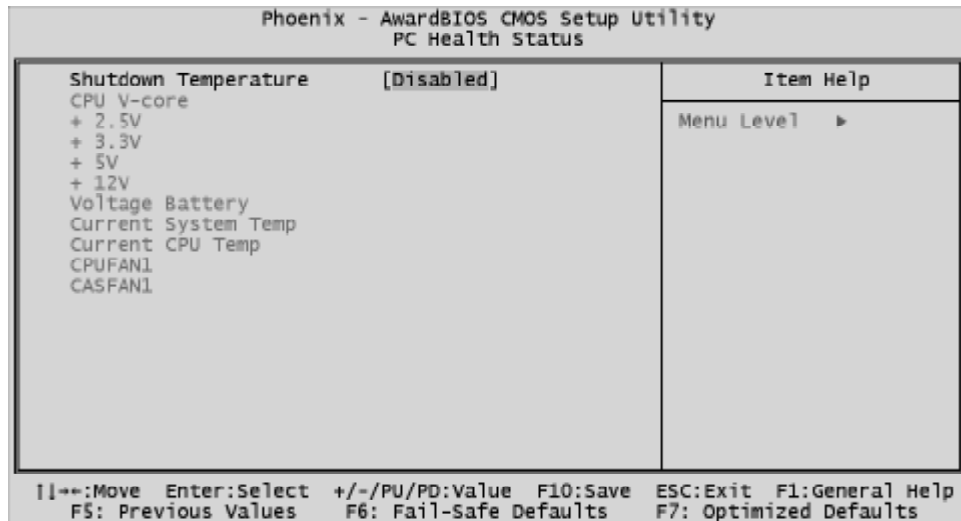 Phoenix - AwardBIOS CMOS Setup Utility
PC Health Status
Shutdown Temperature [Disabled]
CPU V-core
+ 2.5V
+ 3.3V
+ 5V
+ 12V
Voltage Battery
Current System Temp
Current CPU Temp
CPUFAN1
CASFAN1
Item Help
Menu Level ▶
↑↓→←:Move Enter:Select +/-/PU/PD:Value F10:Save ESC:Exit F1:General Help
F5: Previous Values F6: Fail-Safe Defaults F7: Optimized Defaults